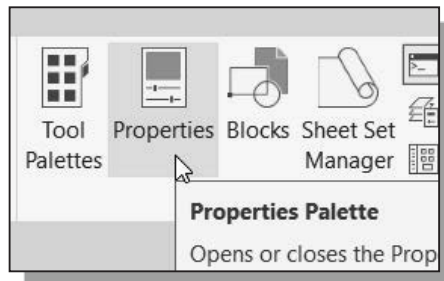 Tool Palettes
Properties
Blocks
Sheet Set Manager
Properties Palette
Opens or closes the Prop